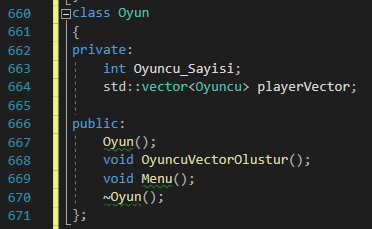 660 class Oyun
661 {
662 private:
663 int Oyuncu_Sayisi;
664 std::vector<Oyuncu> playerVector;
665
666 public:
667 Oyun();
668 void OyuncuVectorOlustur();
669 void Menu();
670 ~Oyun();
671 };